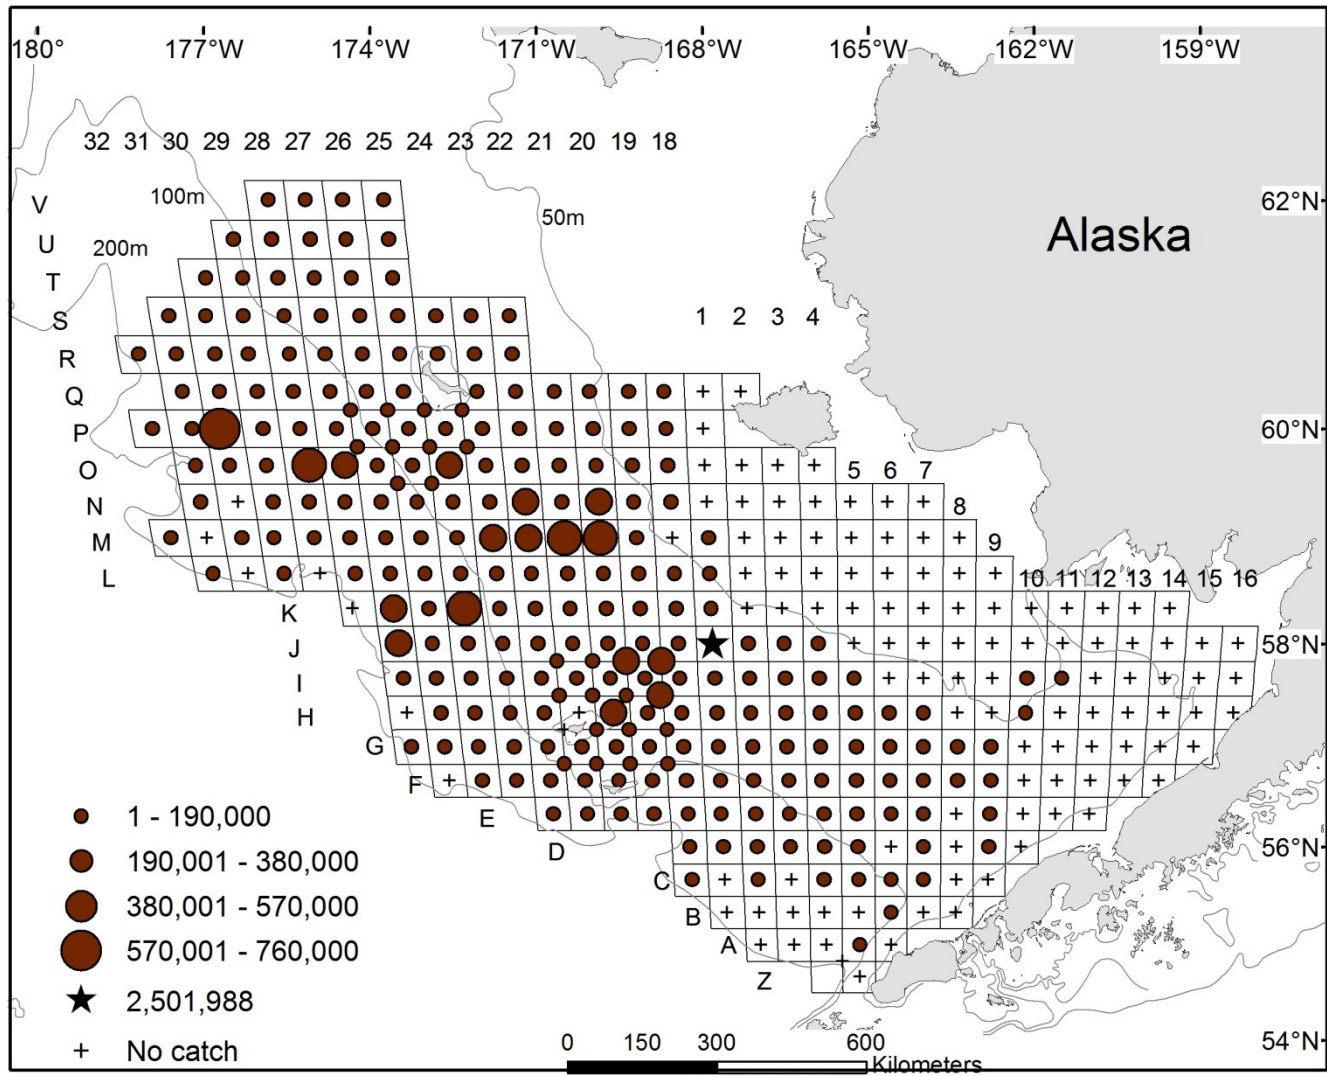 180° 177°W 174°W 171°W 168°W 165°W 162°W 159°W
32 31 30 29 28 27 26 25 24 23 22 21 20 19 18
V
100m
62°N
50m
U
200m
Alaska
T
S
1 2 3 4
R
Q
P
60°N
O
5 6 7
N
8
M
9
L
10 11 12 13 14 15 16
K
J
58°N
I
H
G
F
E
1 - 190,000
D
56°N
190,001 - 380,000
C
380,001 - 570,000
B
570,001 - 760,000
A
Z
2,501,988
No catch
54°N
0 150 300 600
Kilometers